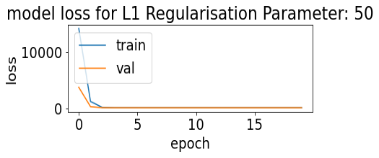 model loss for L1 Regularisation Parameter: 50
10000
0
loss
train
val
0 5 10 15
epoch